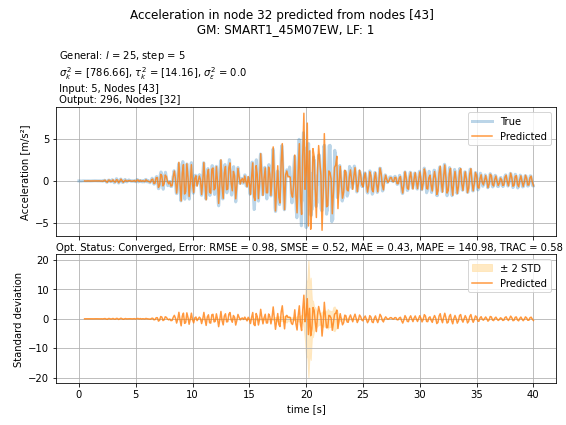 Acceleration in node 32 predicted from nodes [43]
GM: SMART1_45M07EW, LF: 1
General: l = 25, step = 5
σ²ₖ = [786.66], τ²ₖ = [14.16], σ²ₑ = 0.0
Input: 5, Nodes [43]
Output: 296, Nodes [32]
Acceleration [m/s²]
5
0
−5
True
Predicted
Opt. Status: Converged, Error: RMSE = 0.98, SMSE = 0.52, MAE = 0.43, MAPE = 140.98, TRAC = 0.58
Standard deviation
20
10
0
−10
−20
± 2 STD
Predicted
0 5 10 15 20 25 30 35 40
time [s]